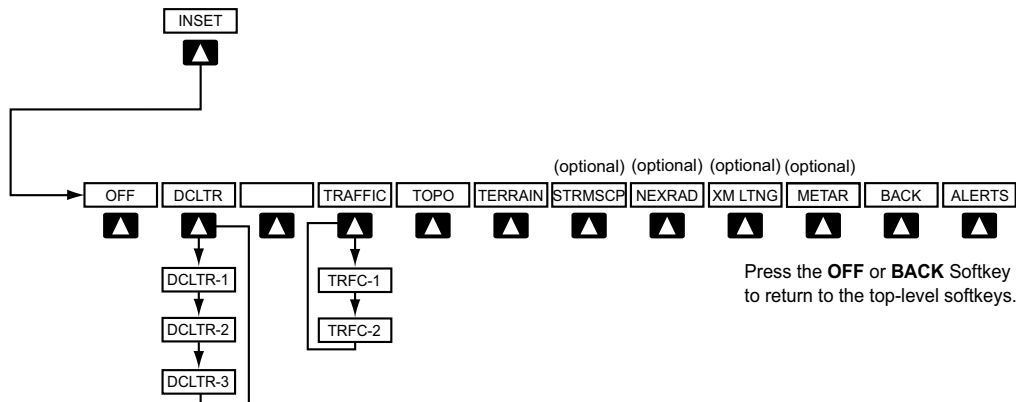 INSET
(optional) (optional) (optional) (optional)
OFF DCLTR TRAFFIC TOPO TERRAIN STRMSCP NEXRAD XM LTNG METAR BACK ALERTS
DCLTR-1 TRFC-1
DCLTR-2 TRFC-2
DCLTR-3
Press the OFF or BACK Softkey
to return to the top-level softkeys.